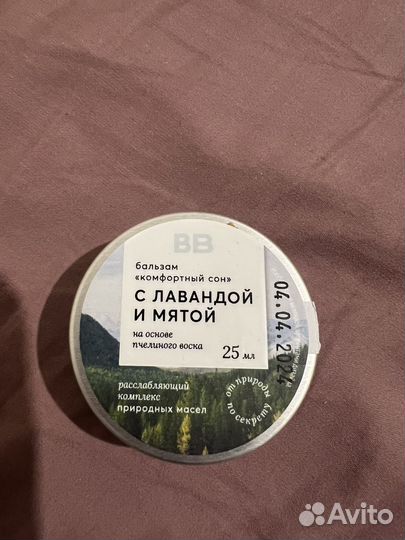 BB
бальзам
«комфортный сон»
С ЛАВАНДОЙ
И МЯТОЙ
на основе
пчелиного воска
25 мл
расслабляющий
комплекс
природных масел
от природы
по секрету
04.04.2024
Avito